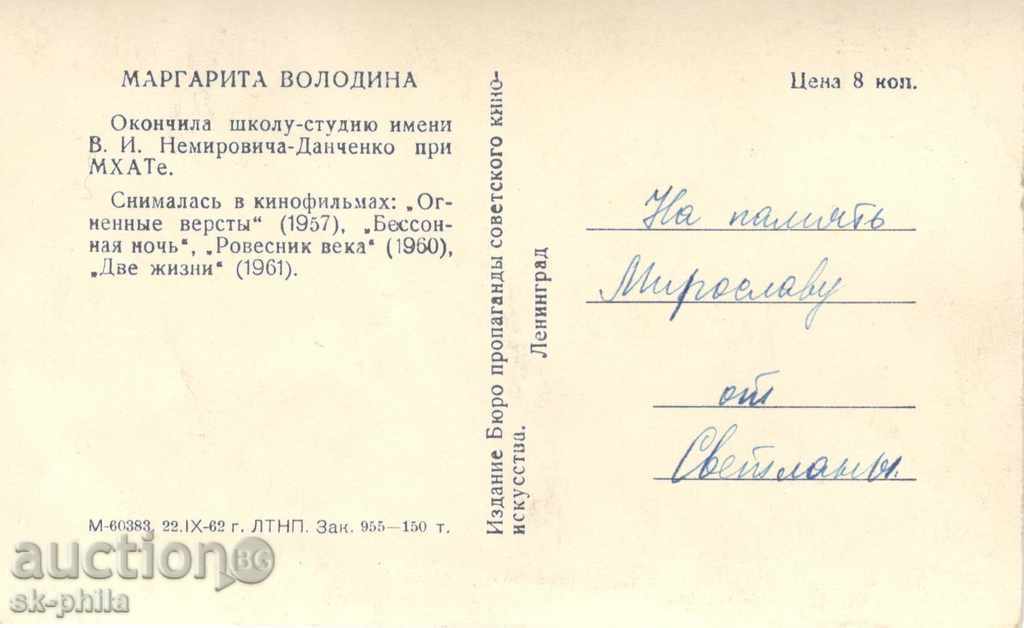 МАРГАРИТА ВОЛОДИНА
Окончила школу-студию имени
В. И. Немировича-Данченко при
МХАТе.
Снималась в кинофильмах: „Ог-
ненные версты“ (1957), „Бессон-
ная ночь“, „Ровесник века“ (1960),
„Две жизни“ (1961).
М-60383 22.IX-62 г. ЛТНП. Зак. 955—150 т.
Издание Бюро пропаганды советского кино-
искусства.
Ленинград
Цена 8 коп.
На память
Мирославу
от
Светланы.
auction BG
sk-phila